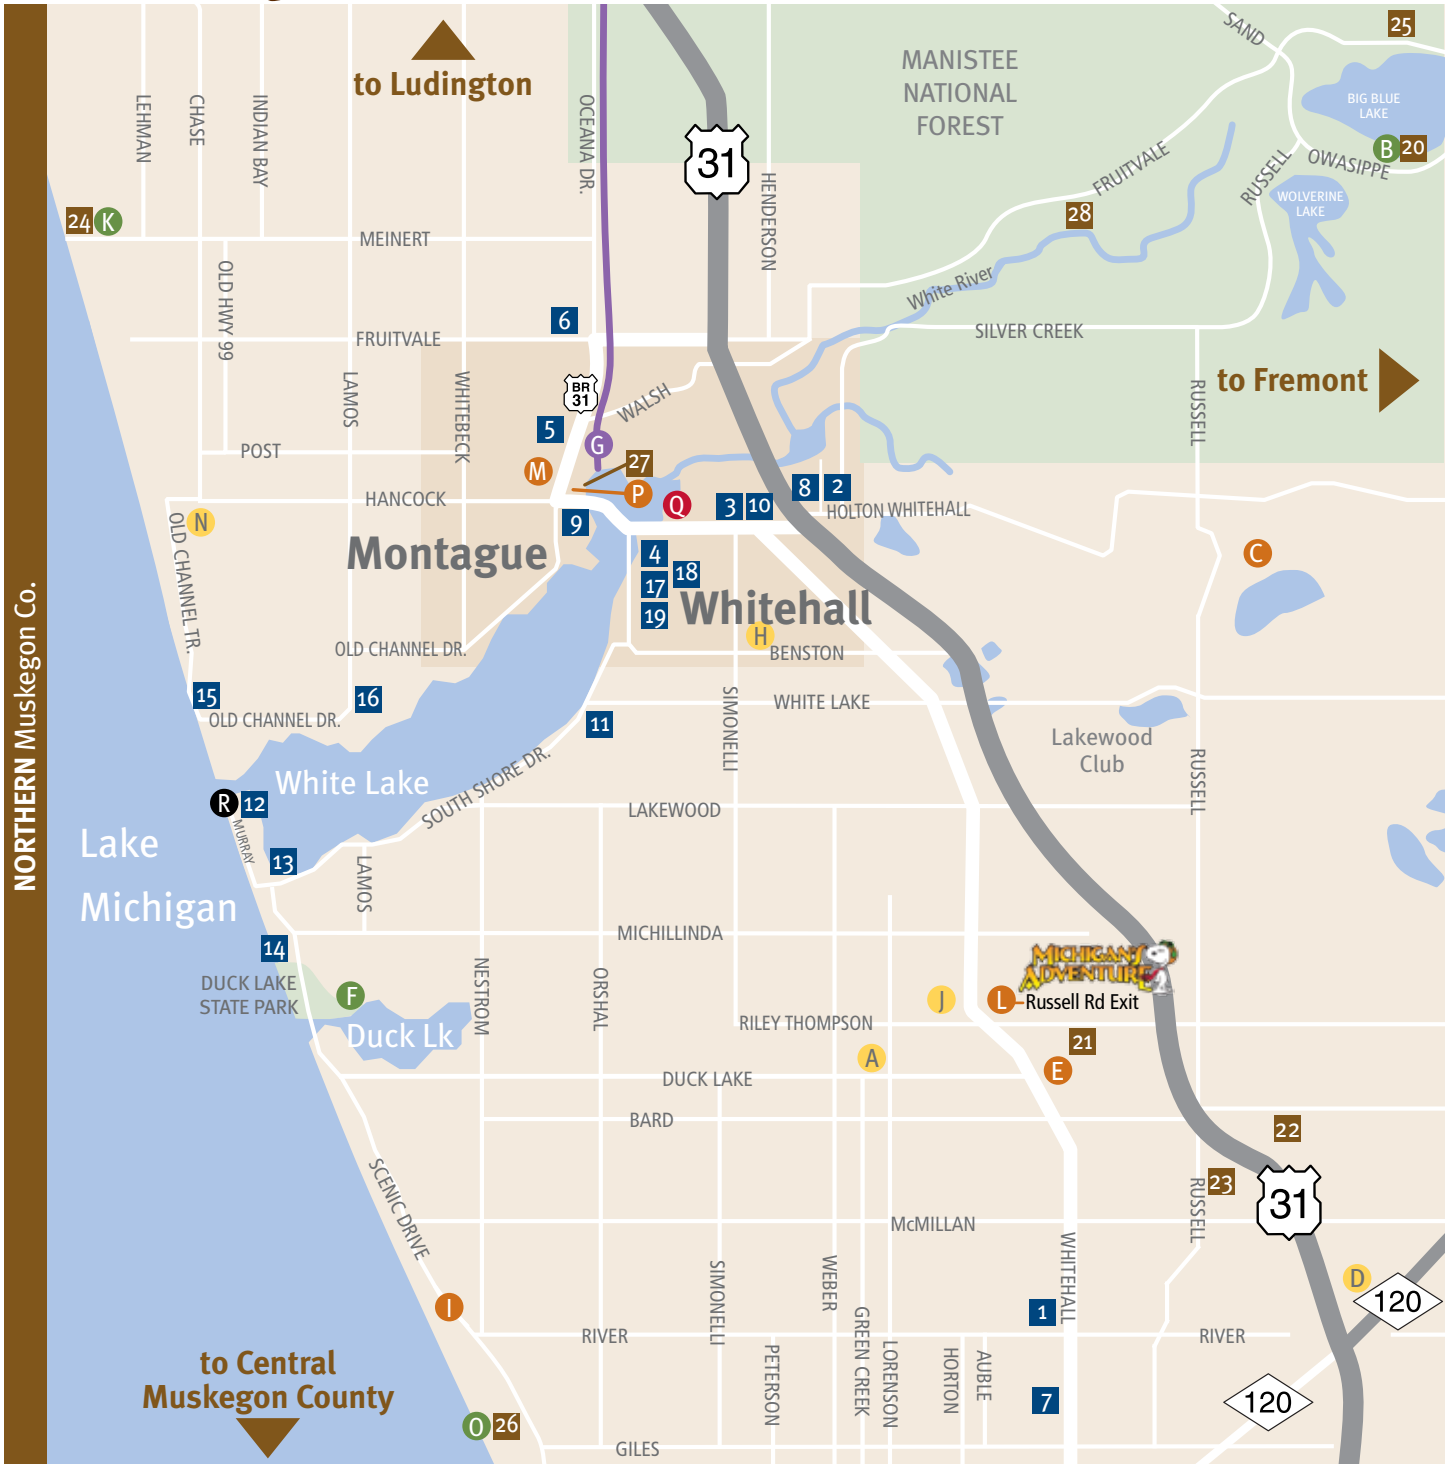 NORTHERN Muskegon Co.
to Ludington
LEHMAN
CHASE
INDIAN BAY
OCEANA DR.
31
HENDERSON
MANISTEE
NATIONAL
FOREST
SAND
25
BIG BLUE
LAKE
B
20
OWASIPPE
RUSSELL
FRUITVALE
28
WOLVERINE
LAKE
24
K
MEINERT
OLD HWY 99
White River
6
FRUITVALE
SILVER CREEK
to Fremont
LAMOS
WHITEBECK
BR
31
WALSH
RUSSELL
5
G
POST
M
27
P
Q
HANCOCK
3
10
8
2
HOLTON WHITEHALL
N
OLD CHANNEL TR.
9
Montague
4
18
17
19
Whitehall
C
H
BENSTON
OLD CHANNEL DR.
15
16
OLD CHANNEL DR.
11
SIMONELLI
WHITE LAKE
Lakewood
Club
RUSSELL
White Lake
SOUTH SHORE DR.
R
12
MURRAY
LAKEWOOD
Lake
Michigan
13
LAMOS
14
MICHILLINDA
MICHIGAN'S
ADVENTURE
DUCK LAKE
STATE PARK
F
NESTROM
ORSHAL
J
L
Russell Rd Exit
Duck Lk
RILEY THOMPSON
21
A
E
DUCK LAKE
BARD
22
SCENIC DRIVE
23
RUSSELL
31
McMILLAN
WHITEHALL
SIMONELLI
WEBER
D
120
I
1
GREEN CREEK
LORENSON
RIVER
RIVER
PETERSON
HORTON
AUBLE
to Central
Muskegon County
7
120
O
26
GILES